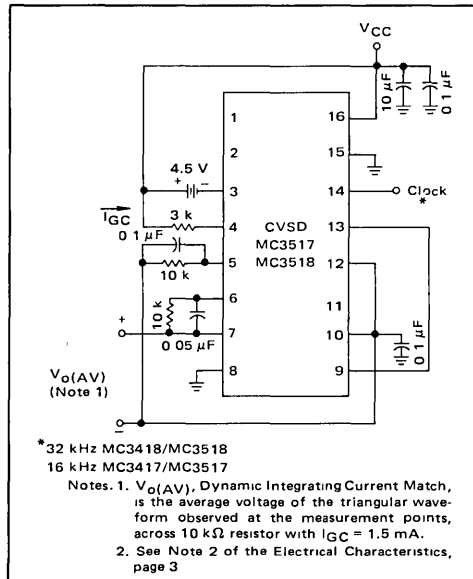 VCC
10 µF
0 1 µF
1
16
2
15
4.5 V
+ −
3
14
Clock
*
IGC
3 k
4
CVSD
13
0 1 µF
MC3517
MC3518
5
12
10 k
6
11
10 k
+
7
10
0 05 µF
0 1 µF
8
9
Vo(AV)
(Note 1)
−
*32 kHz MC3418/MC3518
16 kHz MC3417/MC3517
Notes. 1. Vo(AV), Dynamic Integrating Current Match,
is the average voltage of the triangular wave-
form observed at the measurement points,
across 10 kΩ resistor with IGC = 1.5 mA.
2. See Note 2 of the Electrical Characteristics,
page 3